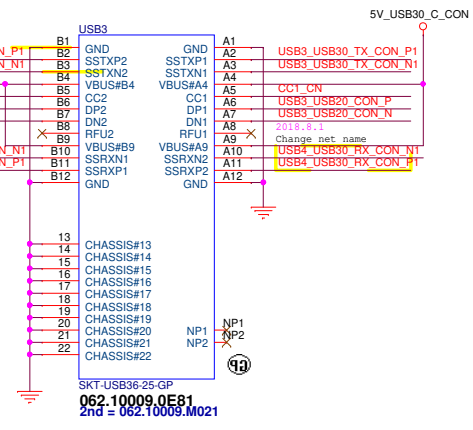 5V_USB30_C_CON
USB3
_P1 B1 GND GND A1
B2 SSTXP2 SSTXP1 A2 USB3_USB30_TX_CON_P1
_N1 B3 SSTXN2 SSTXN1 A3 USB3_USB30_TX_CON_N1
B4 VBUS#B4 VBUS#A4 A4
B5 CC2 CC1 A5 CC1_CN
B6 DP2 DP1 A6 USB3_USB20_CON_P
B7 DN2 DN1 A7 USB3_USB20_CON_N
B8 RFU2 RFU1 A8 2018.8.1
B9 VBUS#B9 VBUS#A9 A9 Change net name
_N1 B10 SSRXN1 SSRXN2 A10 USB4_USB30_RX_CON_N1
_P1 B11 SSRXP1 SSRXP2 A11 USB4_USB30_RX_CON_P1
B12 GND GND A12
13 CHASSIS#13
14 CHASSIS#14
15 CHASSIS#15
16 CHASSIS#16
17 CHASSIS#17
18 CHASSIS#18
19 CHASSIS#19
20 CHASSIS#20 NP1 NP1
21 CHASSIS#21 NP2 NP2
22 CHASSIS#22
GP
SKT-USB36-25-GP
062.10009.0E81
2nd = 062.10009.M021